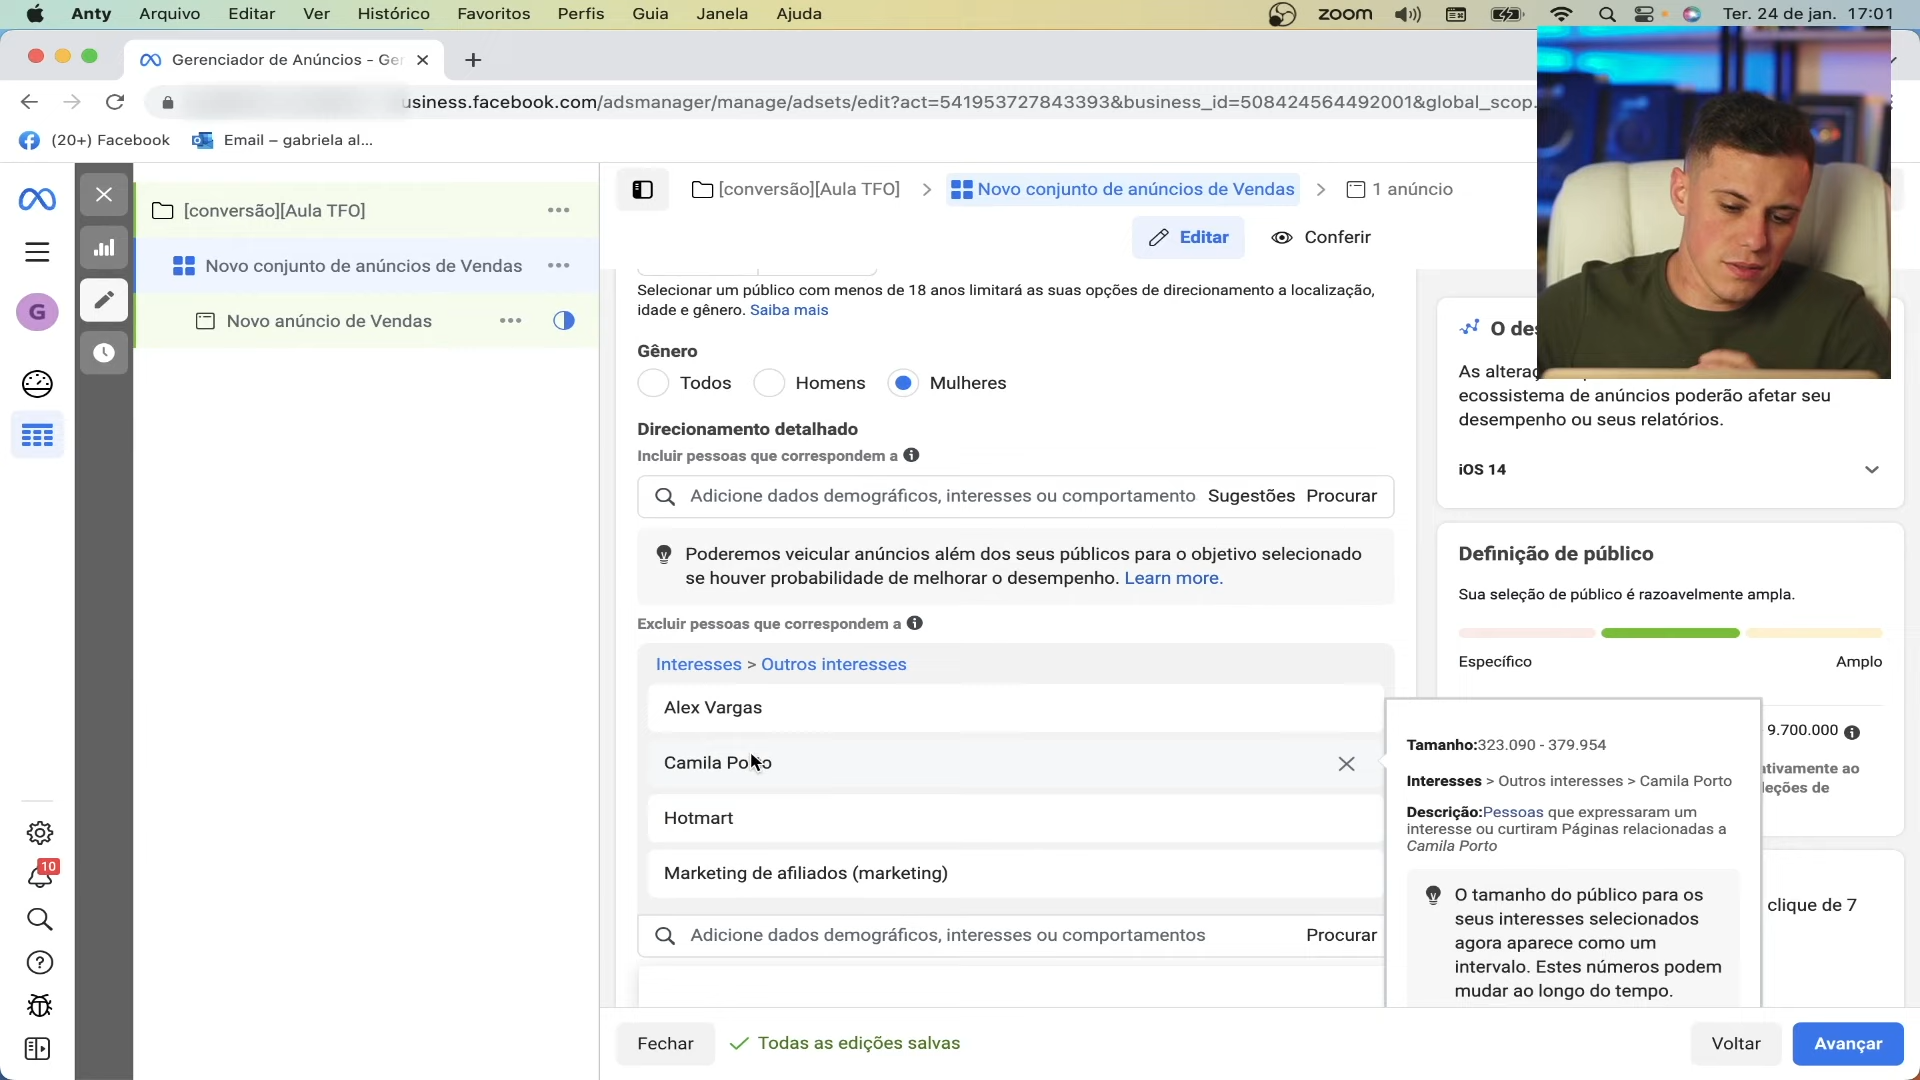 Anty Arquivo Editar Ver Histórico Favoritos Perfis Guia Janela Ajuda zoom Ter. 24 de jan. 17:01
Gerenciador de Anúncios - Ge
usiness.facebook.com/adsmanager/manage/adsets/edit?act=541953727843393&business_id=508424564492001&global_scop.
(20+) Facebook Email – gabriela al...
[conversão][Aula TFO]
Novo conjunto de anúncios de Vendas
Novo anúncio de Vendas
G
10
[conversão][Aula TFO] > Novo conjunto de anúncios de Vendas > 1 anúncio
Editar Conferir
Selecionar um público com menos de 18 anos limitará as suas opções de direcionamento a localização,
idade e gênero. Saiba mais
Gênero
Todos Homens Mulheres
Direcionamento detalhado
Incluir pessoas que correspondem a
Adicione dados demográficos, interesses ou comportamento Sugestões Procurar
Poderemos veicular anúncios além dos seus públicos para o objetivo selecionado
se houver probabilidade de melhorar o desempenho. Learn more.
Excluir pessoas que correspondem a
Interesses > Outros interesses
Alex Vargas
Camila Porto
Hotmart
Marketing de afiliados (marketing)
Adicione dados demográficos, interesses ou comportamentos Procurar
Fechar Todas as edições salvas Voltar Avançar
O des
As alteraç
ecossistema de anúncios poderão afetar seu
desempenho ou seus relatórios.
iOS 14
Definição de público
Sua seleção de público é razoavelmente ampla.
Específico Amplo
9.700.000
clique de 7
Tamanho:323.090 - 379.954
Interesses > Outros interesses > Camila Porto
Descrição:Pessoas que expressaram um
interesse ou curtiram Páginas relacionadas a
Camila Porto
O tamanho do público para os
seus interesses selecionados
agora aparece como um
intervalo. Estes números podem
mudar ao longo do tempo.